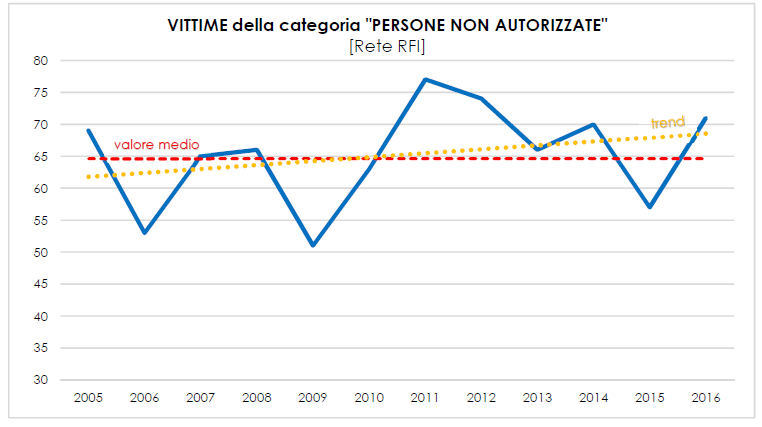 VITTIME della categoria "PERSONE NON AUTORIZZATE"
[Rete RFI]
80
75
70
65
60
55
50
45
40
35
30
trend
valore medio
2005 2006 2007 2008 2009 2010 2011 2012 2013 2014 2015 2016